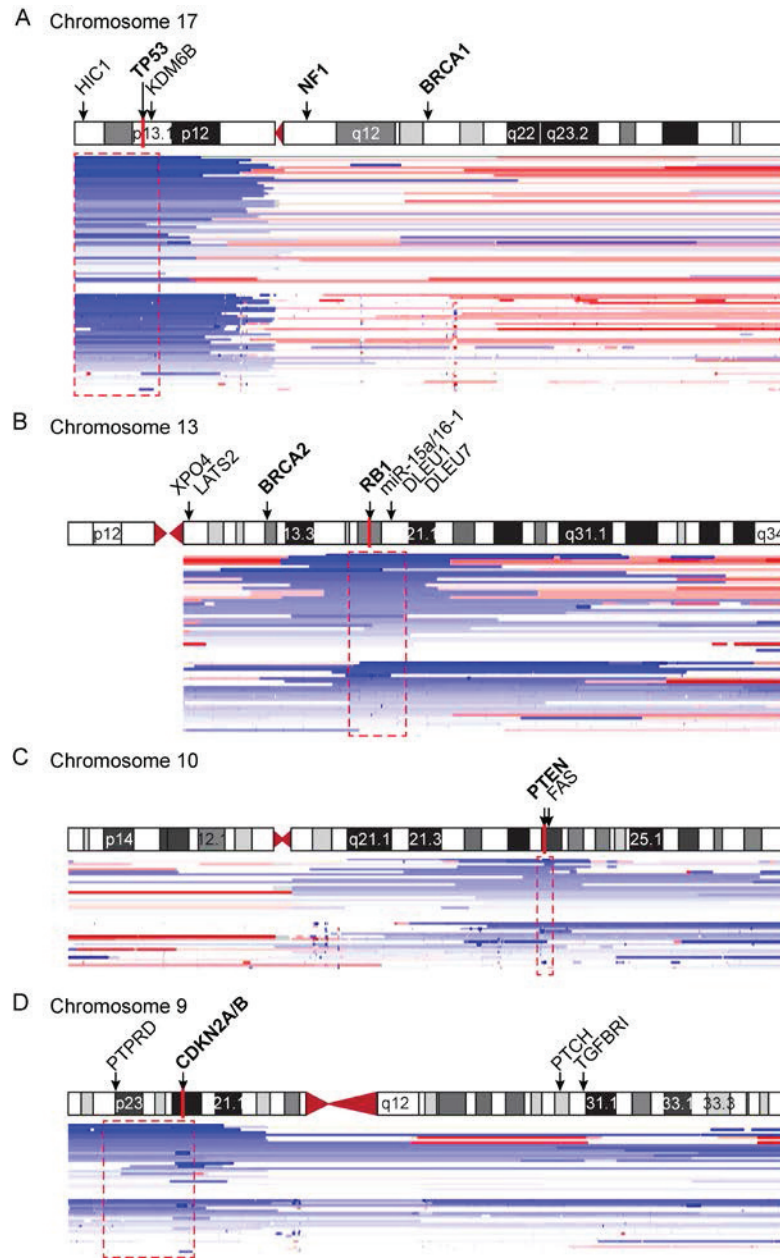 A Chromosome 17
HIC1 TP53 KDM6B NF1 BRCA1
p13.1 p12 q12 q22 q23.2
B Chromosome 13
XPO4 LATS2 BRCA2 RB1 miR-15a/16-1 DLEU1 DLEU7
p12 13.3 21.1 q31.1 q34
C Chromosome 10
PTEN FAS
p14 12.1 q21.1 21.3 25.1
D Chromosome 9
PTPRD CDKN2A/B PTCH TGFBRI
p23 21.1 q12 31.1 33.1 33.3